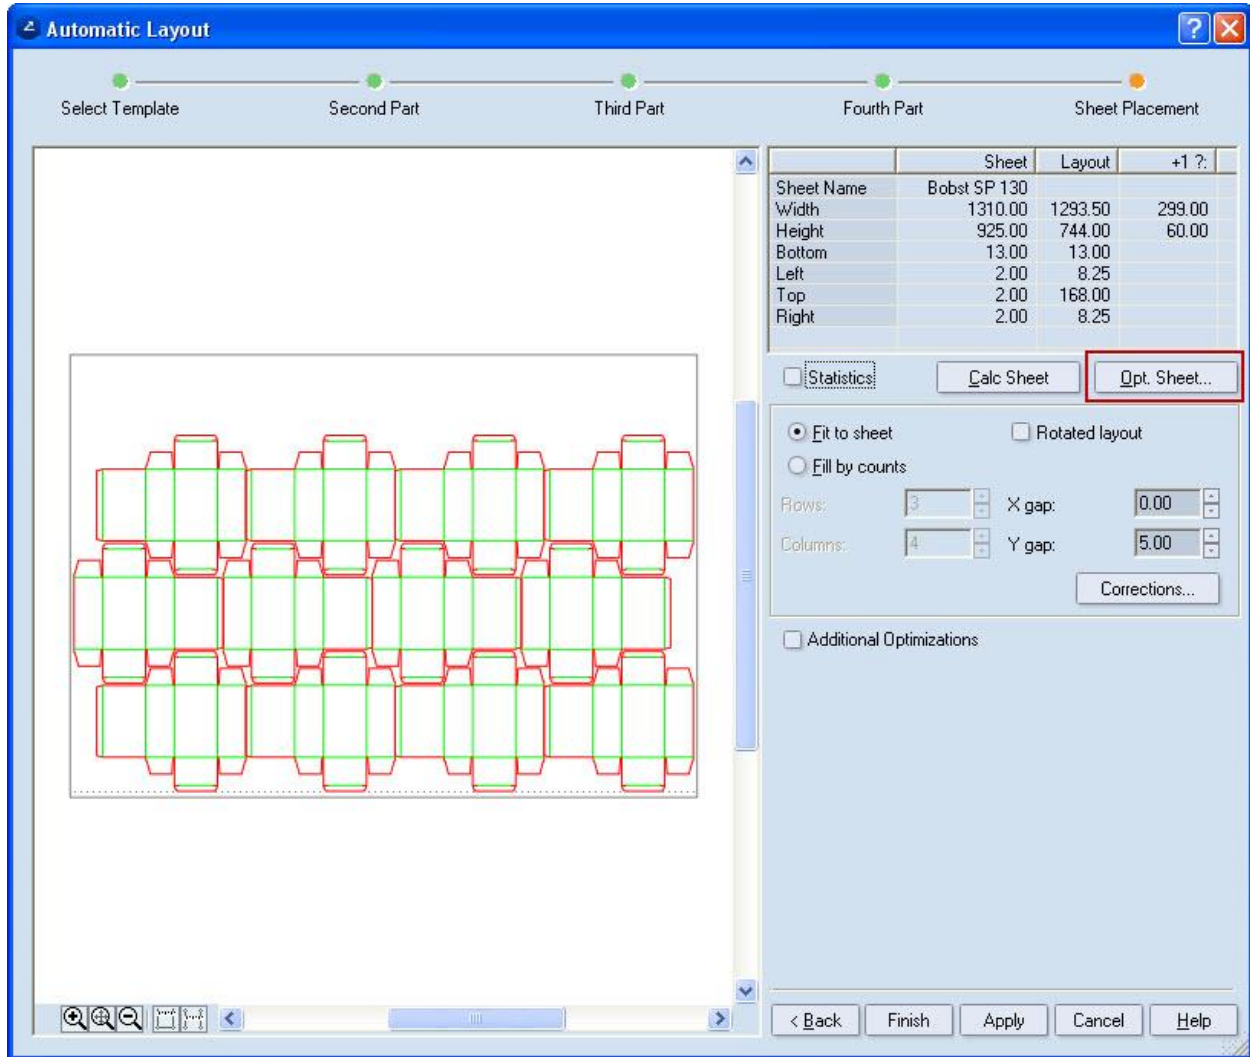 Automatic Layout
Select Template Second Part Third Part Fourth Part Sheet Placement
Sheet Layout +1 ?:
Sheet Name Bobst SP 130
Width 1310.00 1293.50 299.00
Height 925.00 744.00 60.00
Bottom 13.00 13.00
Left 2.00 8.25
Top 2.00 168.00
Right 2.00 8.25
Statistics Calc Sheet Opt. Sheet...
Fit to sheet Rotated layout
Fill by counts
Rows: 3 X gap: 0.00
Columns: 4 Y gap: 5.00
Corrections...
Additional Optimizations
< Back Finish Apply Cancel Help